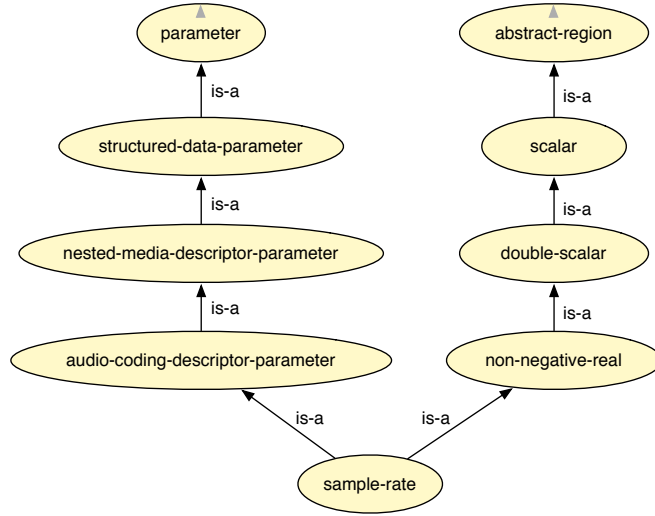 parameter
abstract-region
is-a
is-a
structured-data-parameter
scalar
is-a
is-a
nested-media-descriptor-parameter
double-scalar
is-a
is-a
audio-coding-descriptor-parameter
non-negative-real
is-a
is-a
sample-rate